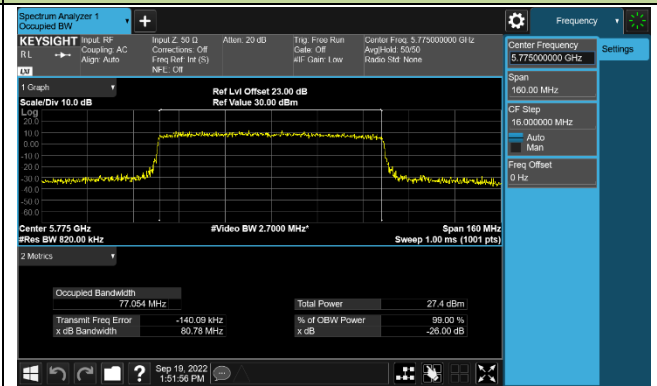 Spectrum Analyzer 1
Occupied BW
+
Frequency
KEYSIGHT
RL
LXI
Input: RF
Coupling: AC
Align: Auto
Input Z: 50 Ω
Corrections: Off
Freq Ref: Int (S)
NFE: Off
Atten: 20 dB
Trig: Free Run
Gate: Off
#IF Gain: Low
Center Freq: 5.775000000 GHz
Avg|Hold: 50/50
Radio Std: None
Center Frequency
5.775000000 GHz
Settings
Span
160.00 MHz
CF Step
16.000000 MHz
Auto
Man
Freq Offset
0 Hz
1 Graph
Scale/Div 10.0 dB
Ref Lvl Offset 23.00 dB
Ref Value 30.00 dBm
Log
20.0
10.0
0.00
-10.0
-20.0
-30.0
-40.0
-50.0
-60.0
Center 5.775 GHz
#Res BW 820.00 kHz
#Video BW 2.7000 MHz*
Span 160 MHz
Sweep 1.00 ms (1001 pts)
2 Metrics
Occupied Bandwidth
77.054 MHz
Total Power 27.4 dBm
Transmit Freq Error -140.09 kHz
% of OBW Power 99.00 %
x dB Bandwidth 80.78 MHz
x dB -26.00 dB
?
Sep 19, 2022
1:51:56 PM